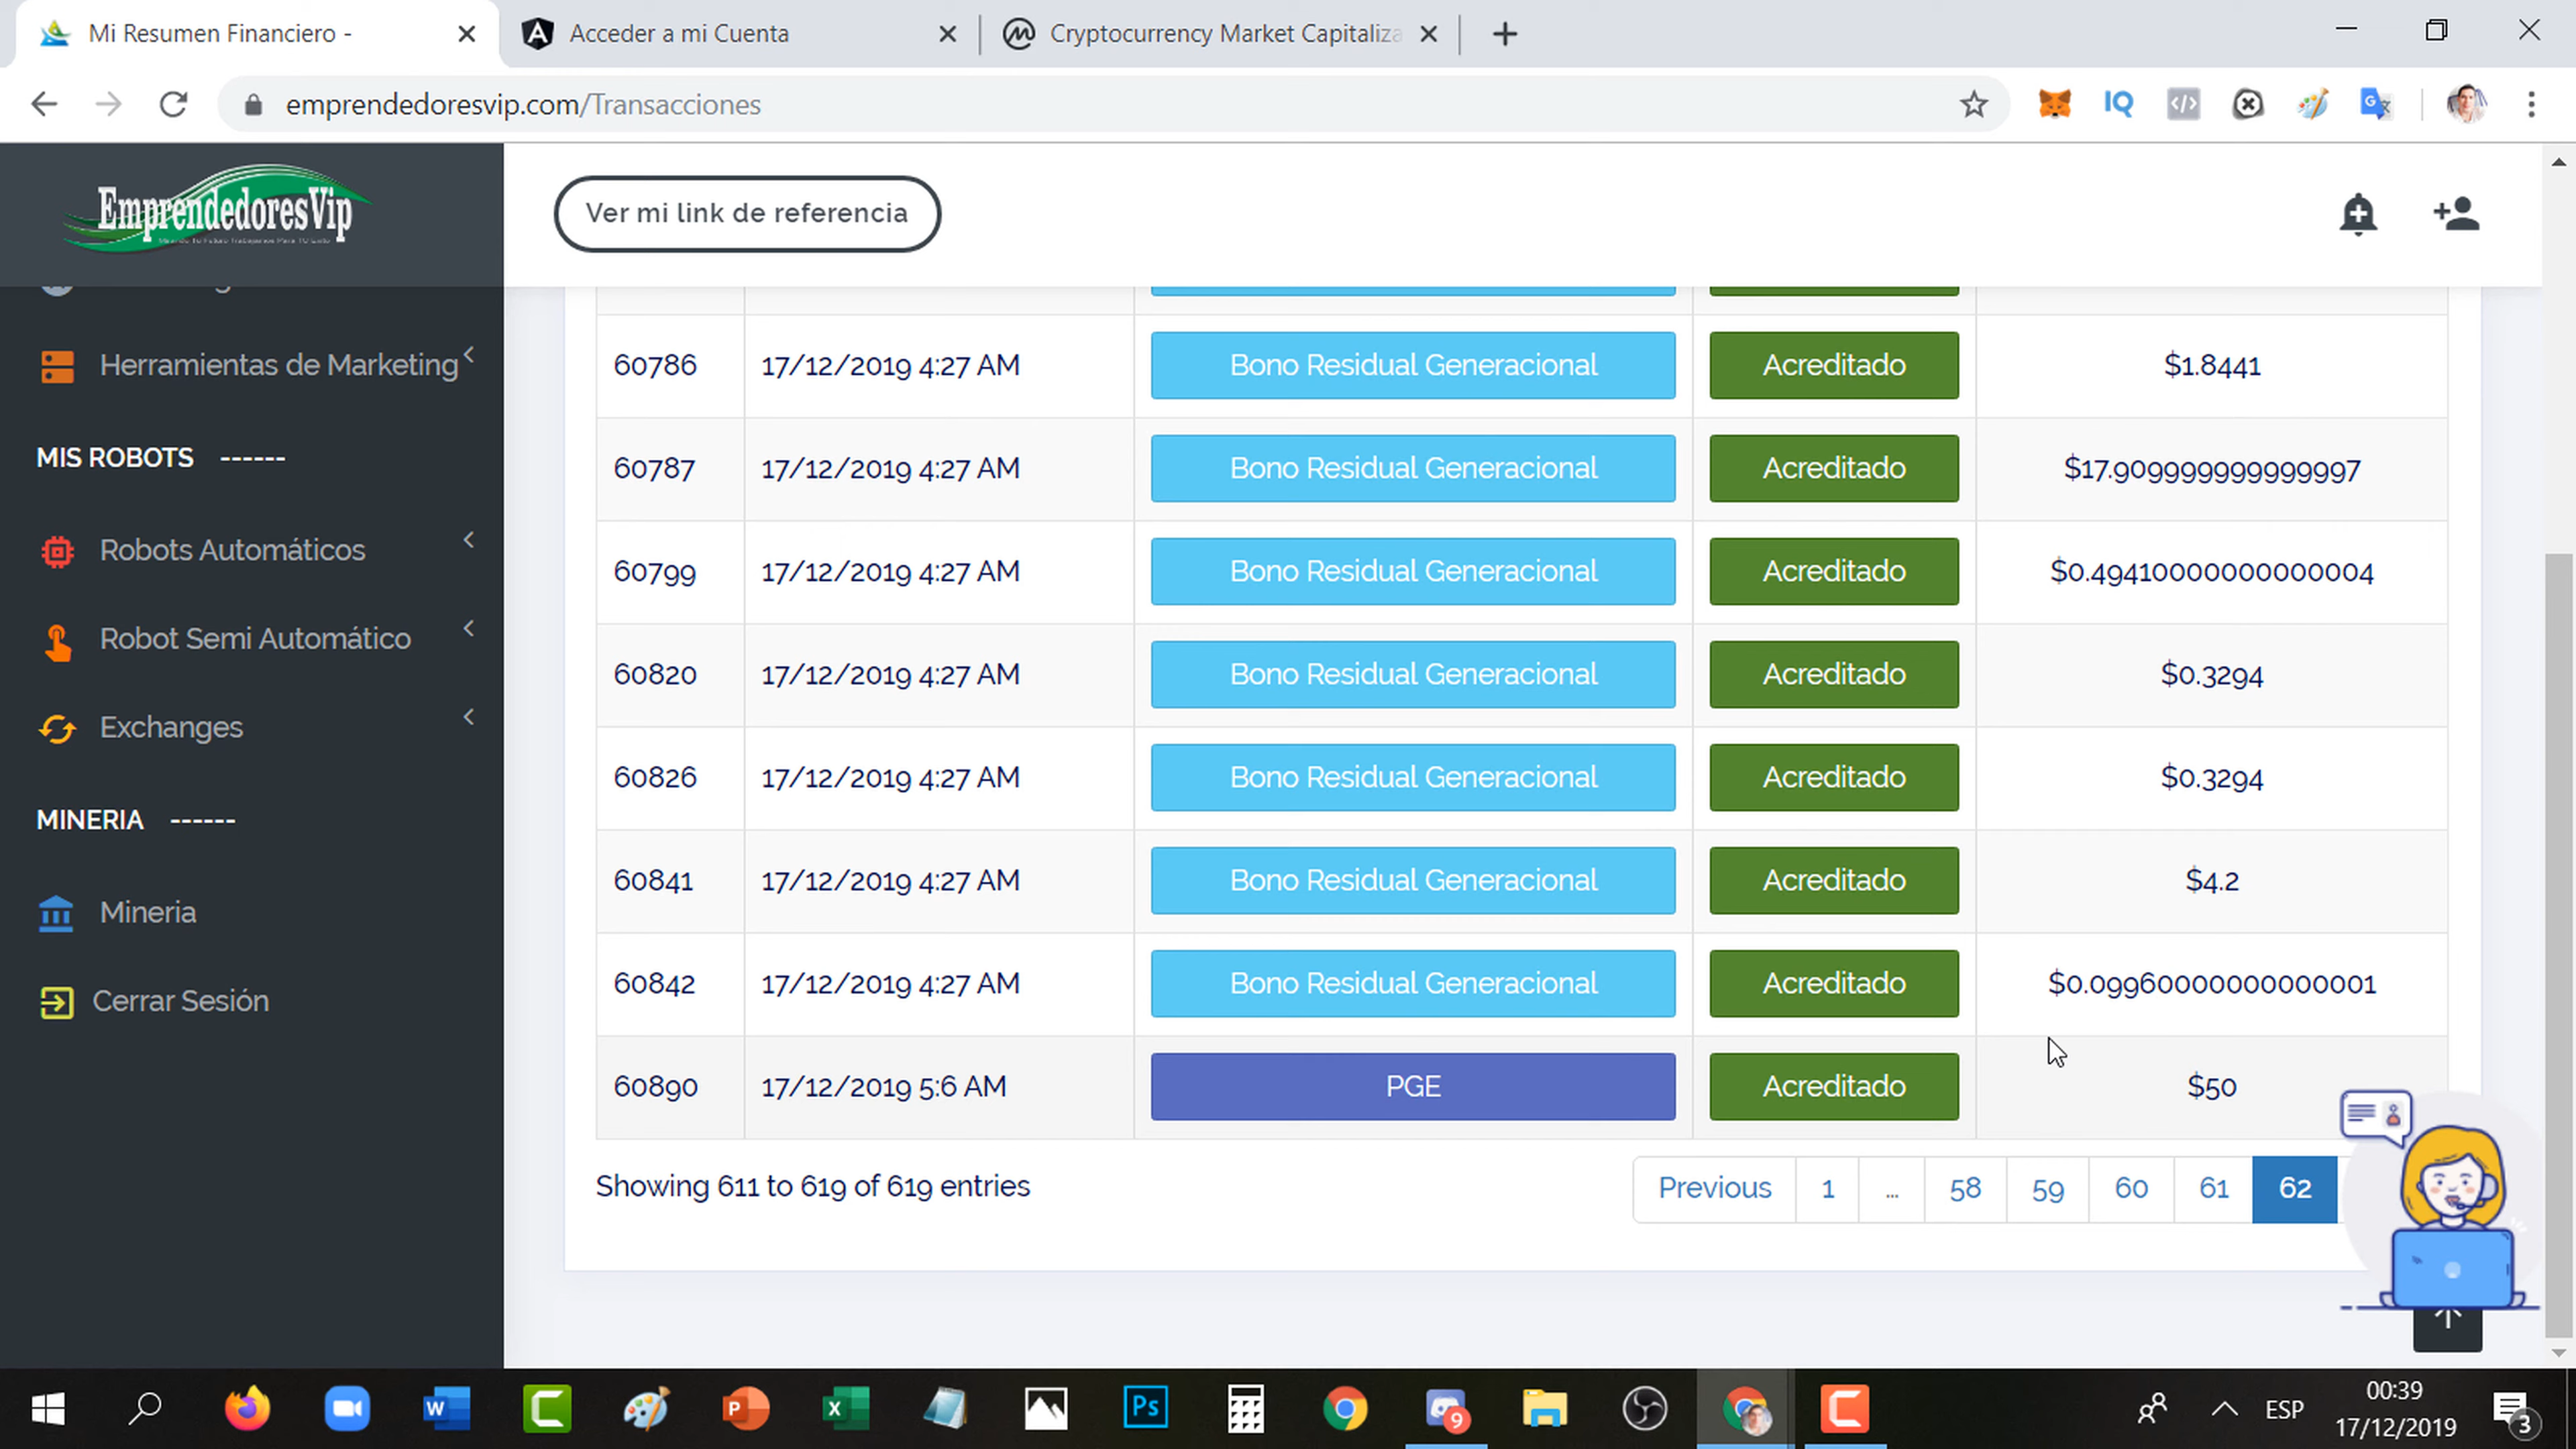 Mi Resumen Financiero -
Acceder a mi Cuenta
Cryptocurrency Market Capitaliza
emprendedoresvip.com/Transacciones
EmprendedoresVip
Ver mi link de referencia
Herramientas de Marketing
MIS ROBOTS ------
Robots Automáticos
Robot Semi Automático
Exchanges
MINERIA ------
Mineria
Cerrar Sesión
60786 17/12/2019 4:27 AM Bono Residual Generacional Acreditado $1.8441
60787 17/12/2019 4:27 AM Bono Residual Generacional Acreditado $17.909999999999997
60799 17/12/2019 4:27 AM Bono Residual Generacional Acreditado $0.49410000000000004
60820 17/12/2019 4:27 AM Bono Residual Generacional Acreditado $0.3294
60826 17/12/2019 4:27 AM Bono Residual Generacional Acreditado $0.3294
60841 17/12/2019 4:27 AM Bono Residual Generacional Acreditado $4.2
60842 17/12/2019 4:27 AM Bono Residual Generacional Acreditado $0.09960000000000001
60890 17/12/2019 5:6 AM PGE Acreditado $50
Showing 611 to 619 of 619 entries
Previous 1 ... 58 59 60 61 62
ESP
00:39
17/12/2019
9
3